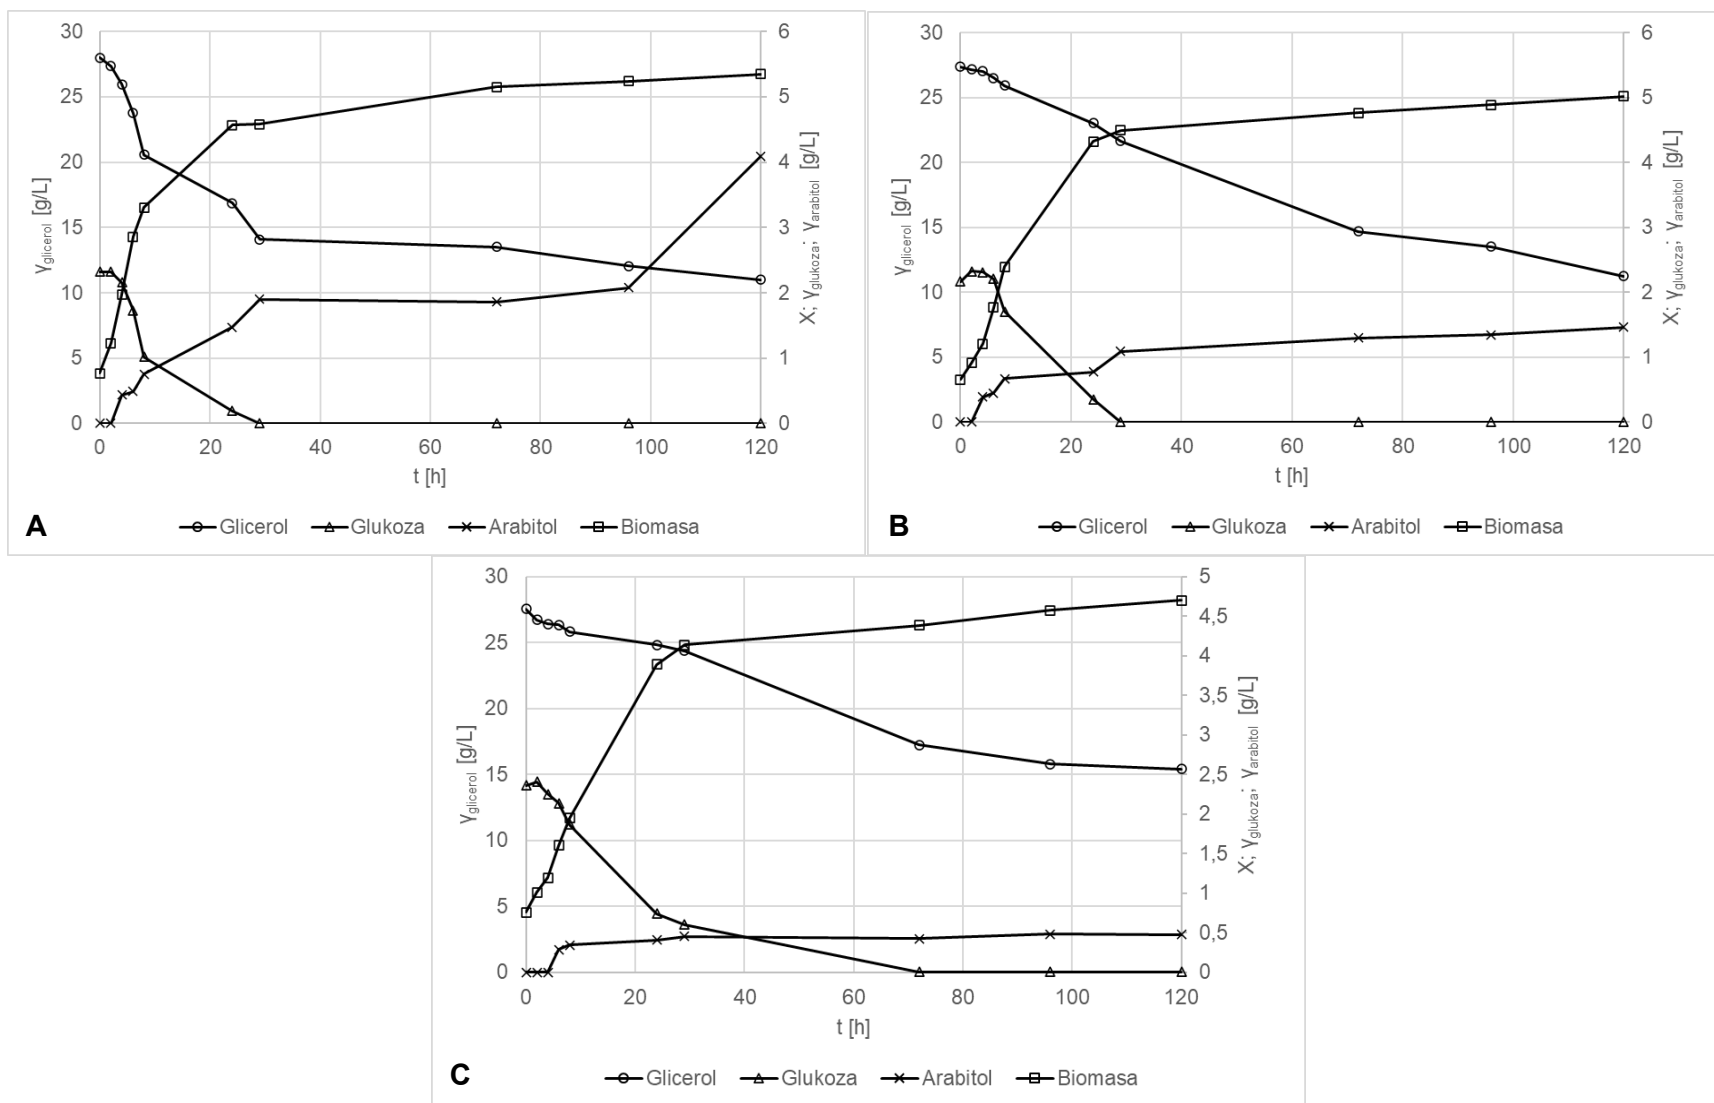 30
25
20
15
10
5
0
6
5
4
3
2
1
0
0 20 40 60 80 100 120
γglicerol [g/L]
X; γglukoza; γarabitol [g/L]
t [h]
A
Glicerol Glukoza Arabitol Biomasa
30
25
20
15
10
5
0
6
5
4
3
2
1
0
0 20 40 60 80 100 120
γglicerol [g/L]
X; γglukoza; γarabitol [g/L]
t [h]
B
Glicerol Glukoza Arabitol Biomasa
30
25
20
15
10
5
0
5
4,5
4
3,5
3
2,5
2
1,5
1
0,5
0
0 20 40 60 80 100 120
γglicerol [g/L]
X; γglukoza; γarabitol [g/L]
t [h]
C
Glicerol Glukoza Arabitol Biomasa